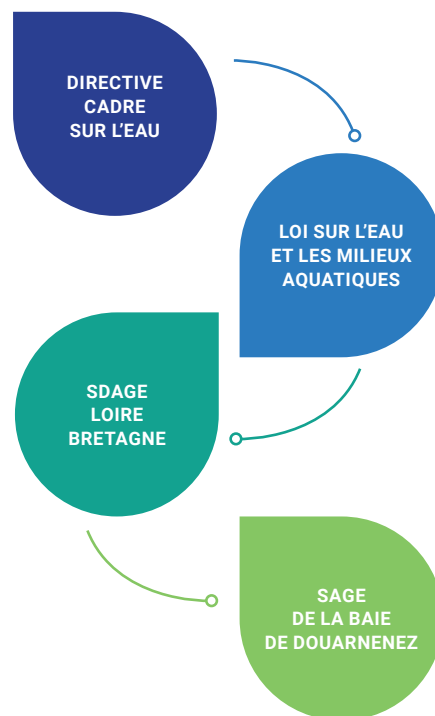 DIRECTIVE
CADRE
SUR L'EAU
LOI SUR L'EAU
ET LES MILIEUX
AQUATIQUES
SDAGE
LOIRE
BRETAGNE
SAGE
DE LA BAIE
DE DOUARNENEZ